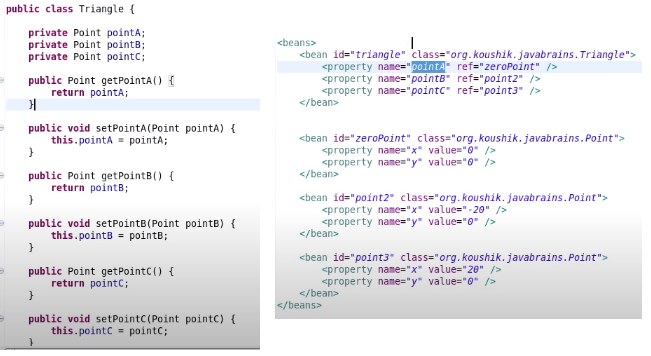 public class Triangle {
private Point pointA;
private Point pointB;
private Point pointC;
public Point getPointA() {
return pointA;
}
public void setPointA(Point pointA) {
this.pointA = pointA;
}
public Point getPointB() {
return pointB;
}
public void setPointB(Point pointB) {
this.pointB = pointB;
}
public Point getPointC() {
return pointC;
}
public void setPointC(Point pointC) {
this.pointC = pointC;
}
<beans>
<bean id="triangle" class="org.koushik.javabrains.Triangle">
<property name="pointA" ref="zeroPoint" />
<property name="pointB" ref="point2" />
<property name="pointC" ref="point3" />
</bean>
<bean id="zeroPoint" class="org.koushik.javabrains.Point">
<property name="x" value="0" />
<property name="y" value="0" />
</bean>
<bean id="point2" class="org.koushik.javabrains.Point">
<property name="x" value="-20" />
<property name="y" value="0" />
</bean>
<bean id="point3" class="org.koushik.javabrains.Point">
<property name="x" value="20" />
<property name="y" value="0" />
</bean>
</beans>